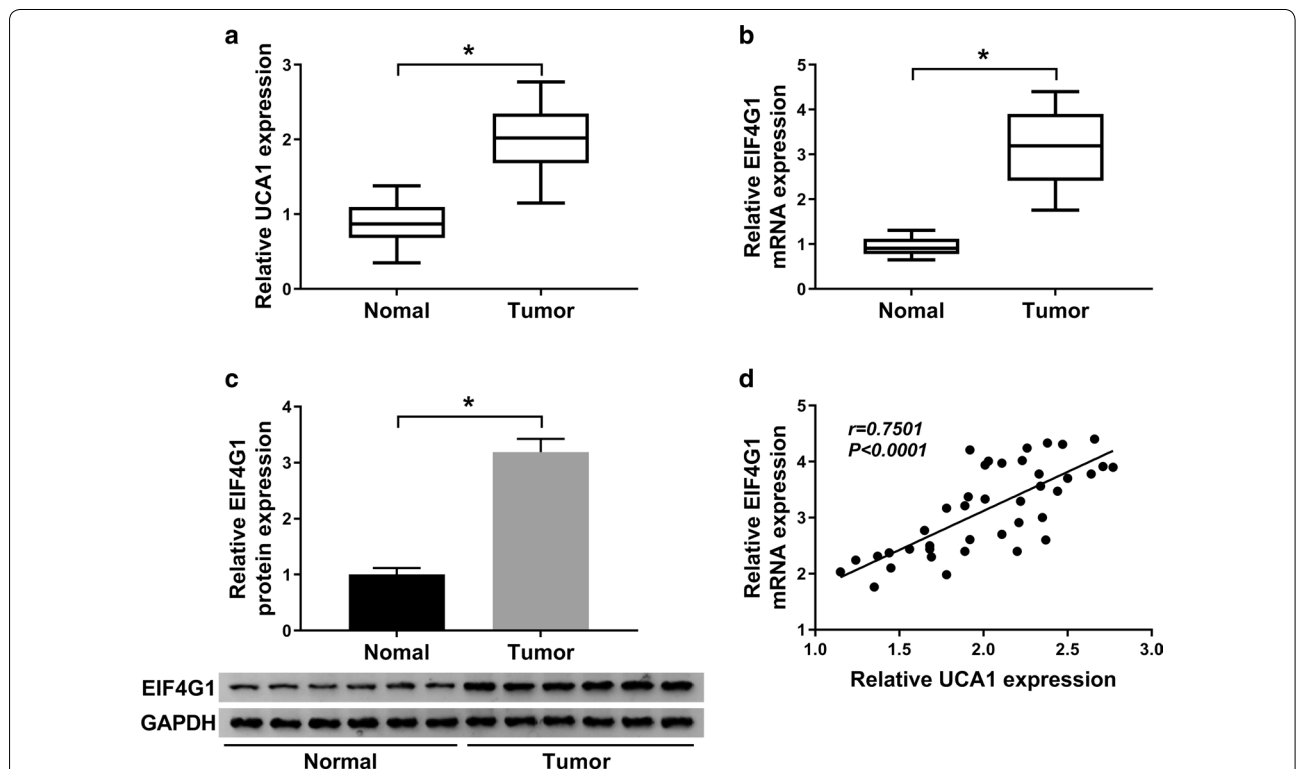 a
Relative UCA1 expression
3
2
1
0
*
Nomal
Tumor
b
Relative EIF4G1
mRNA expression
5
4
3
2
1
0
*
Nomal
Tumor
c
Relative EIF4G1
protein expression
4
3
2
1
0
*
Nomal
Tumor
EIF4G1
GAPDH
Normal
Tumor
d
Relative EIF4G1
mRNA expression
5
4
3
2
1
r=0.7501
P<0.0001
1.0
1.5
2.0
2.5
3.0
Relative UCA1 expression